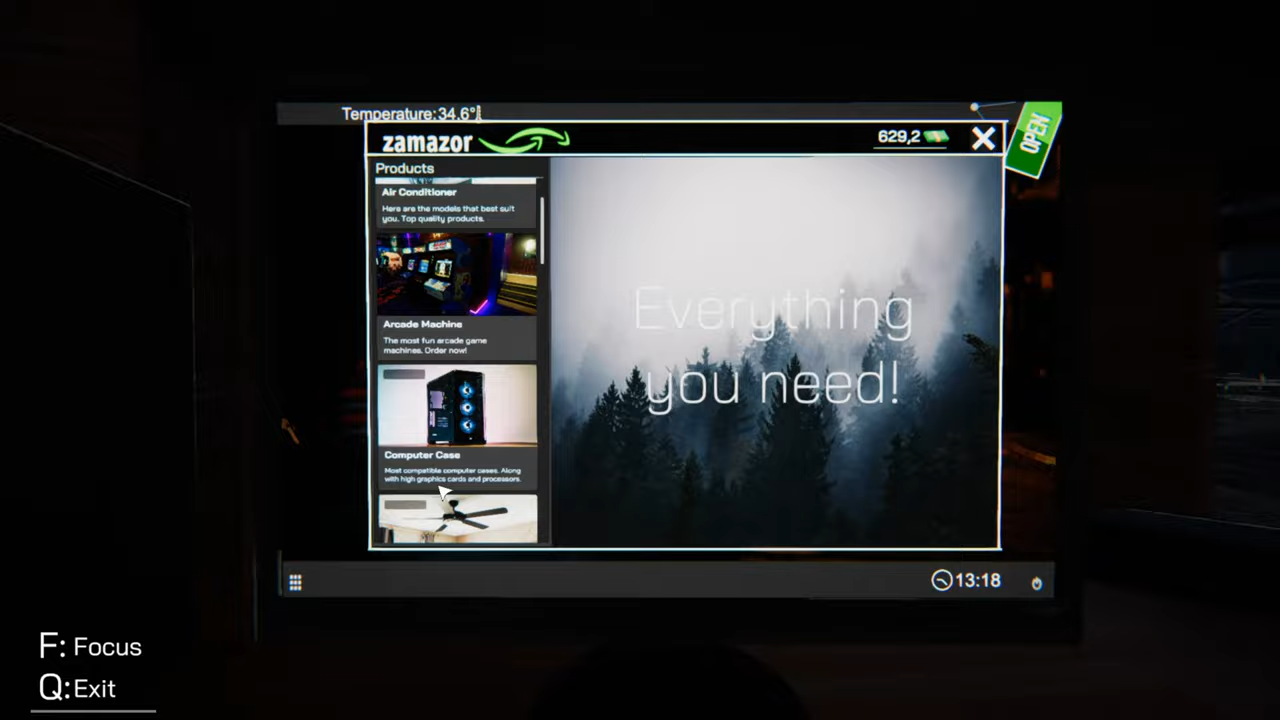 Temperature:34.6°
zamazor
629,2
OPEN
Products
Air Conditioner
Here are the models that best suit
you. Top quality products.
Arcade Machine
The most fun arcade game
machines. Order now!
Computer Case
Most compatible computer cases. Along
with high graphics cards and processors.
Everything
you need!
13:18
F: Focus
Q:Exit